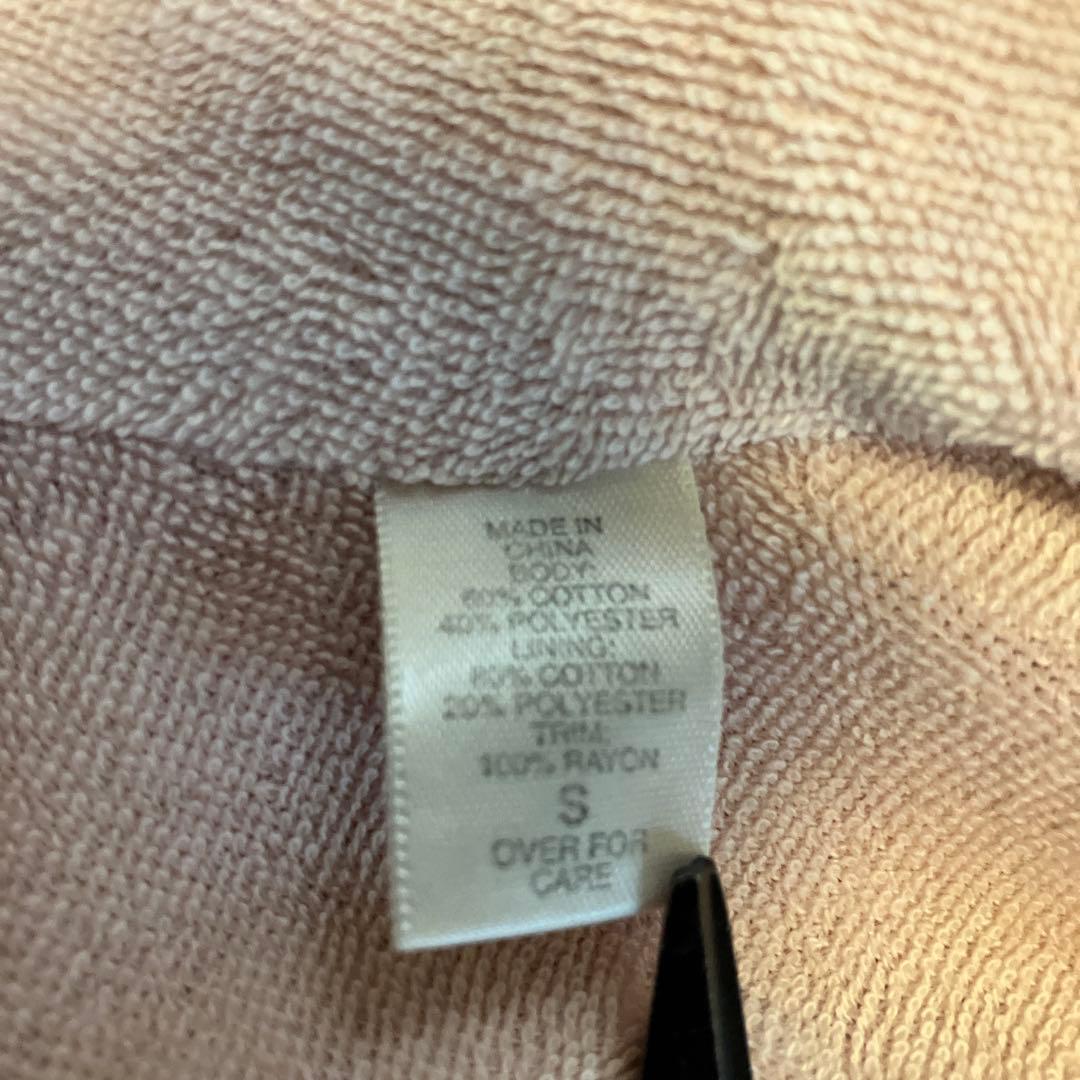 MADE IN
CHINA
BODY:
60% COTTON
40% POLYESTER
LINING:
80% COTTON
20% POLYESTER
TRIM:
100% RAYON
S
OVER FOR
CARE